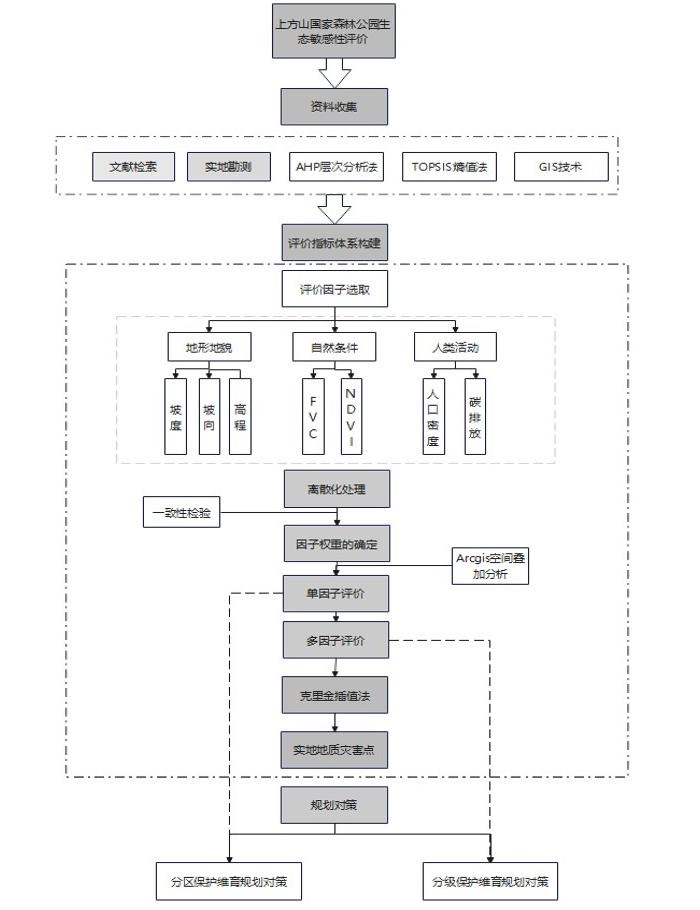 上方山国家森林公园生
态敏感性评价
资料收集
文献检索
实地勘测
AHP层次分析法
TOPSIS熵值法
GIS技术
评价指标体系构建
评价因子选取
地形地貌
自然条件
人类活动
坡度
坡向
高程
FVC
NDVI
人口密度
碳排放
离散化处理
一致性检验
因子权重的确定
Arcgis空间叠
加分析
单因子评价
多因子评价
克里金插值法
实地地质灾害点
规划对策
分区保护维育规划对策
分级保护维育规划对策